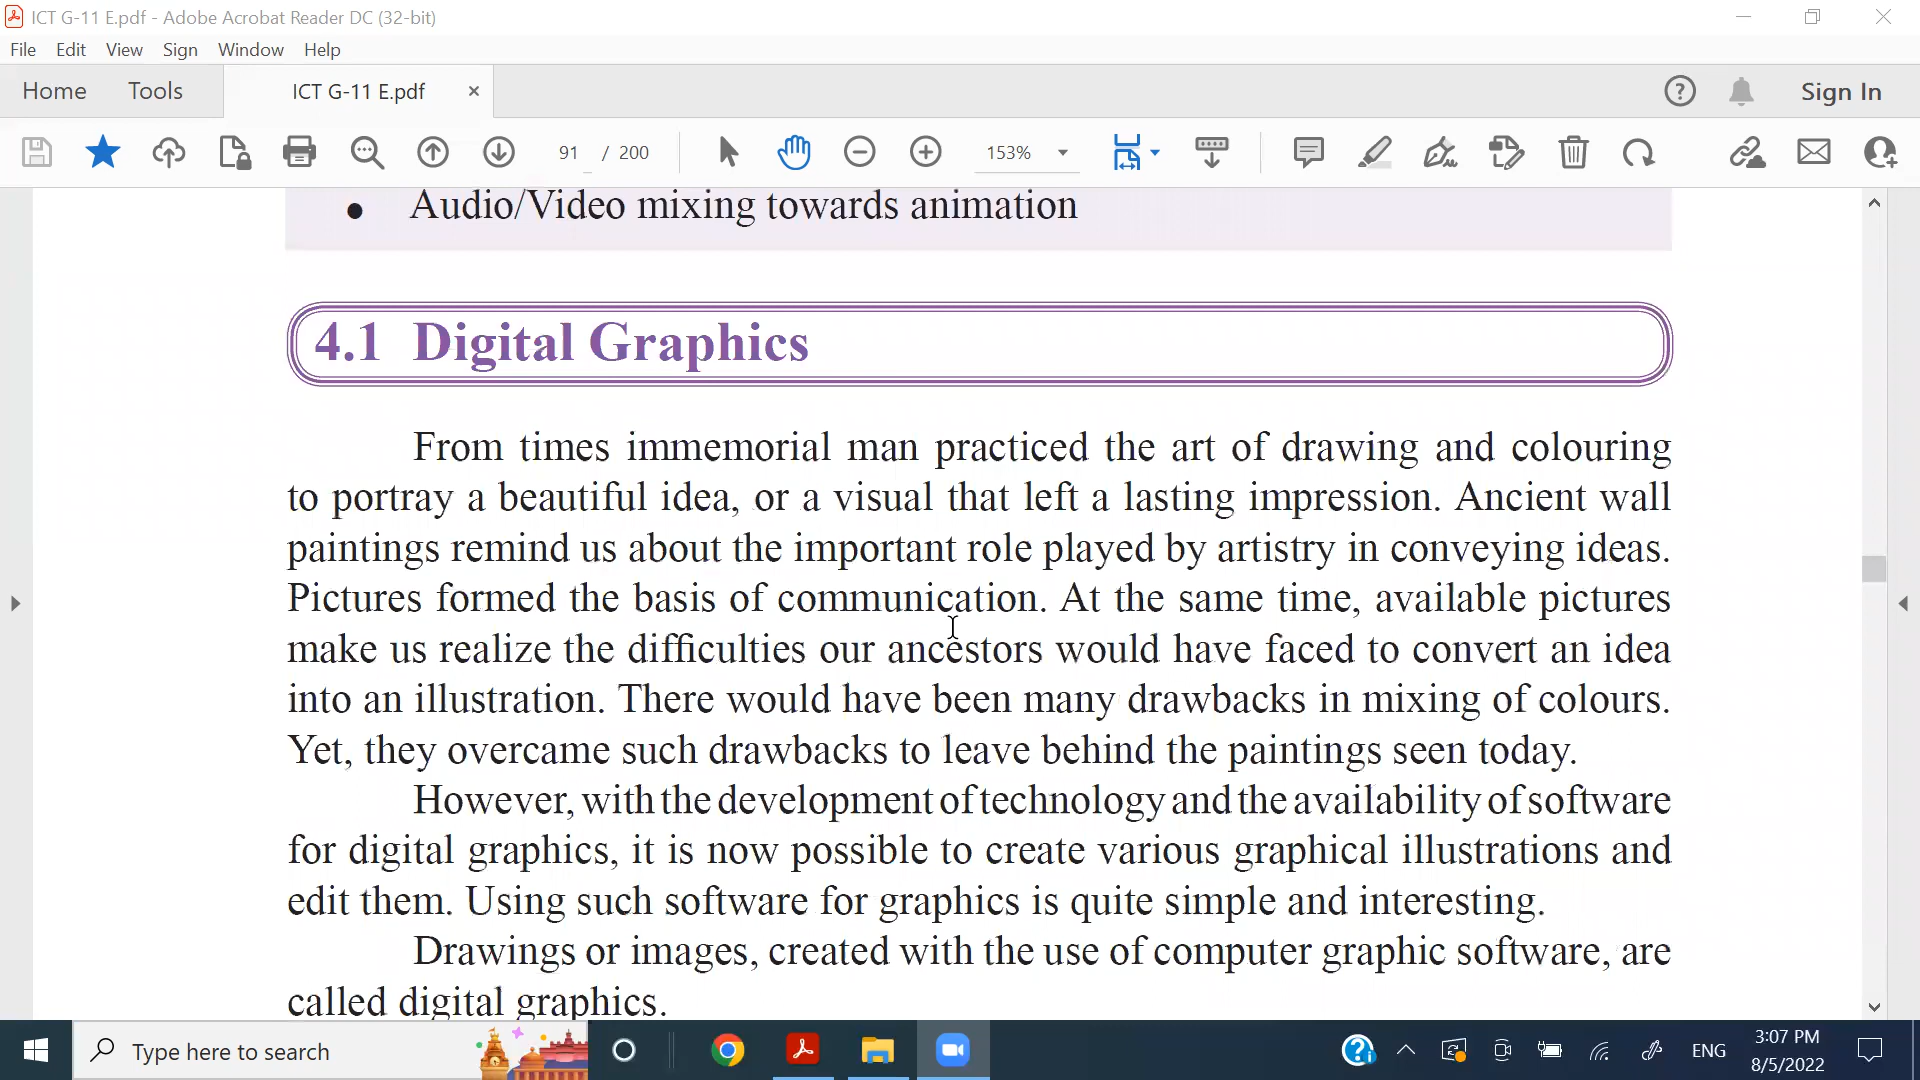 ICT G-11 E.pdf - Adobe Acrobat Reader DC (32-bit)
File Edit View Sign Window Help
Home Tools ICT G-11 E.pdf × Sign In
91 / 200 153%
• Audio/Video mixing towards animation
4.1 Digital Graphics
From times immemorial man practiced the art of drawing and colouring
to portray a beautiful idea, or a visual that left a lasting impression. Ancient wall
paintings remind us about the important role played by artistry in conveying ideas.
Pictures formed the basis of communication. At the same time, available pictures
make us realize the difficulties our ancestors would have faced to convert an idea
into an illustration. There would have been many drawbacks in mixing of colours.
Yet, they overcame such drawbacks to leave behind the paintings seen today.
However, with the development of technology and the availability of software
for digital graphics, it is now possible to create various graphical illustrations and
edit them. Using such software for graphics is quite simple and interesting.
Drawings or images, created with the use of computer graphic software, are
called digital graphics.
Type here to search
ENG
3:07 PM
8/5/2022